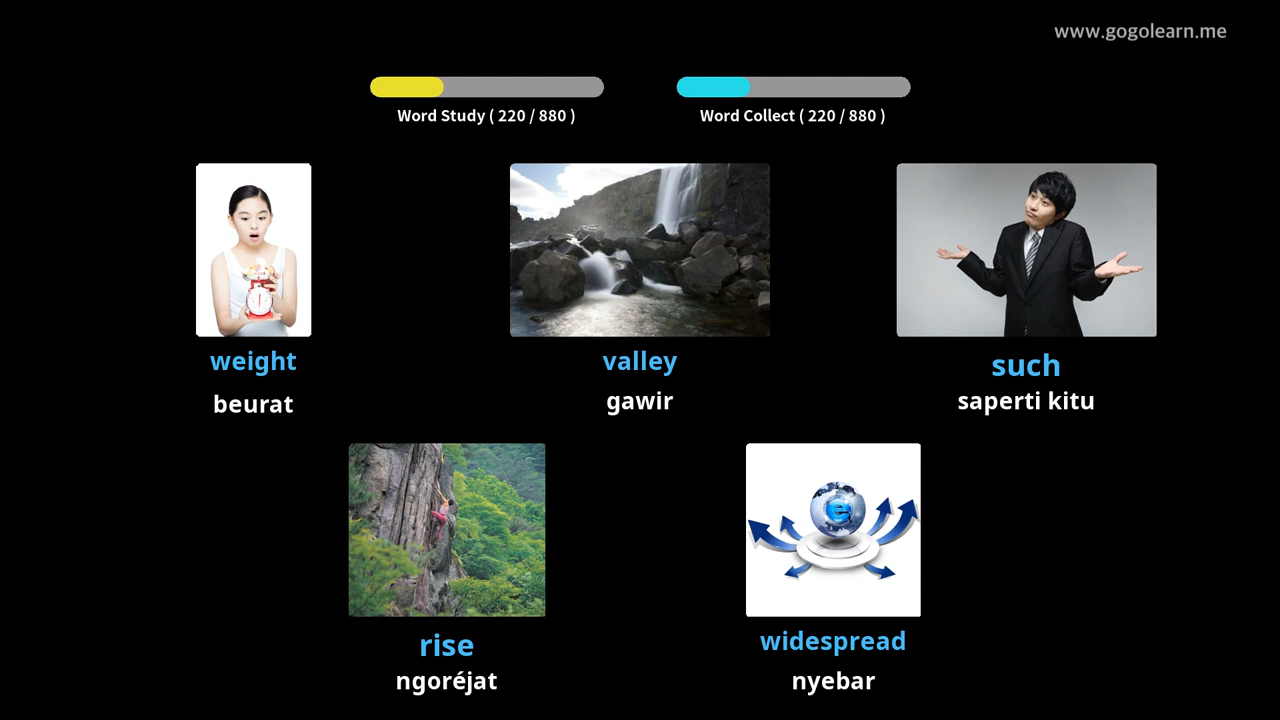 www.gogolearn.me
Word Study ( 220 / 880 )
Word Collect ( 220 / 880 )
weight
beurat
valley
gawir
such
saperti kitu
rise
ngoréjat
e
widespread
nyebar